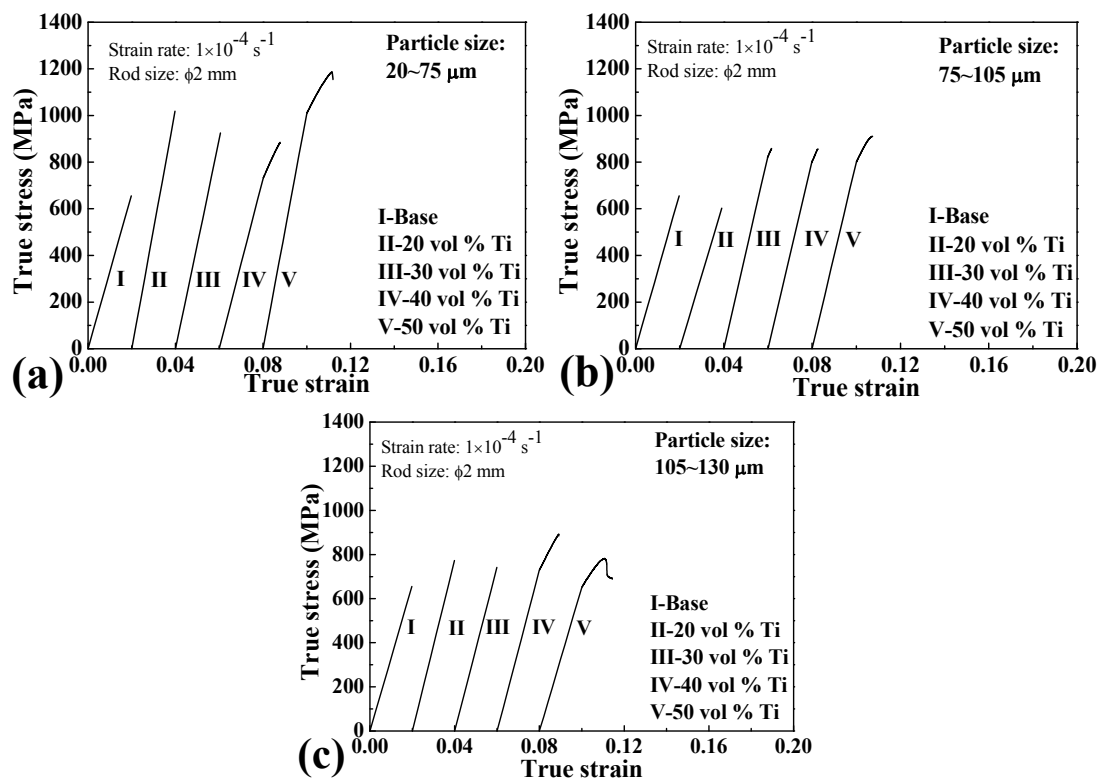 1400
1200
1000
800
600
400
200
0
True stress (MPa)
Strain rate: 1×10⁻⁴ s⁻¹
Rod size: ϕ2 mm
Particle size:
20~75 μm
I
II
III
IV
V
I-Base
II-20 vol % Ti
III-30 vol % Ti
IV-40 vol % Ti
V-50 vol % Ti
0.00 0.04 0.08 0.12 0.16 0.20
True strain
(a)
1400
1200
1000
800
600
400
200
0
True stress (MPa)
Strain rate: 1×10⁻⁴ s⁻¹
Rod size: ϕ2 mm
Particle size:
75~105 μm
I
II
III
IV
V
I-Base
II-20 vol % Ti
III-30 vol % Ti
IV-40 vol % Ti
V-50 vol % Ti
0.00 0.04 0.08 0.12 0.16 0.20
True strain
(b)
1400
1200
1000
800
600
400
200
0
True stress (MPa)
Strain rate: 1×10⁻⁴ s⁻¹
Rod size: ϕ2 mm
Particle size:
105~130 μm
I
II
III
IV
V
I-Base
II-20 vol % Ti
III-30 vol % Ti
IV-40 vol % Ti
V-50 vol % Ti
0.00 0.04 0.08 0.12 0.16 0.20
True strain
(c)